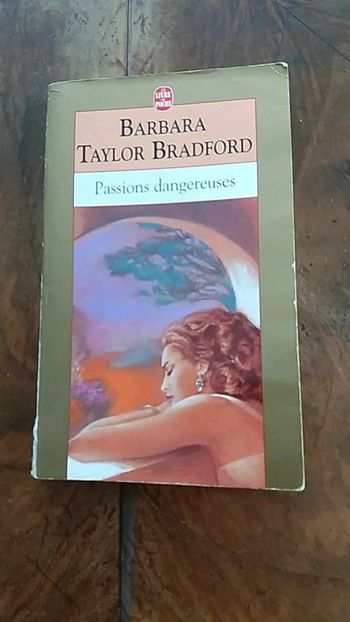 LE
LIVRE
DE
POCHE
BARBARA
TAYLOR BRADFORD
Passions dangereuses